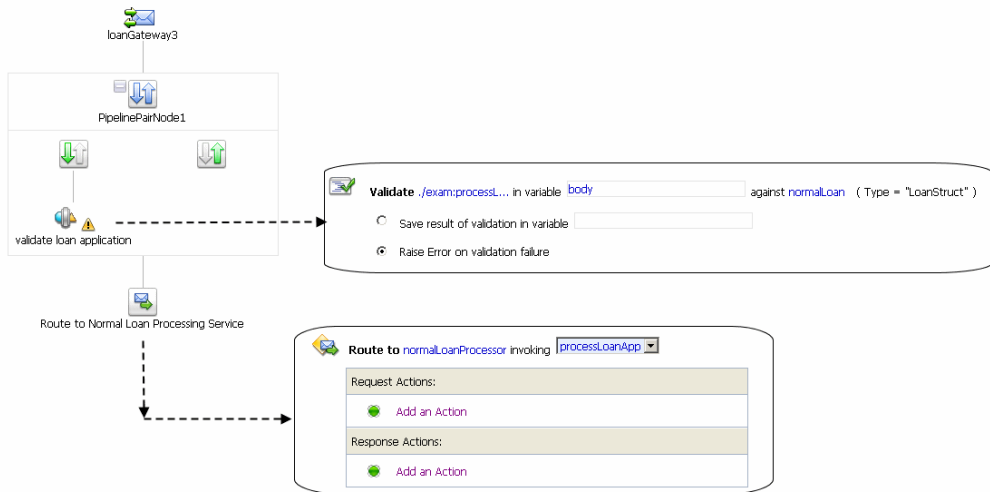 loanGateway3
PipelinePairNode1
validate loan application
Route to Normal Loan Processing Service
Validate ./exam:processL... in variable body against normalLoan ( Type = "LoanStruct" )
Save result of validation in variable
Raise Error on validation failure
Route to normalLoanProcessor invoking processLoanApp
Request Actions:
Add an Action
Response Actions:
Add an Action